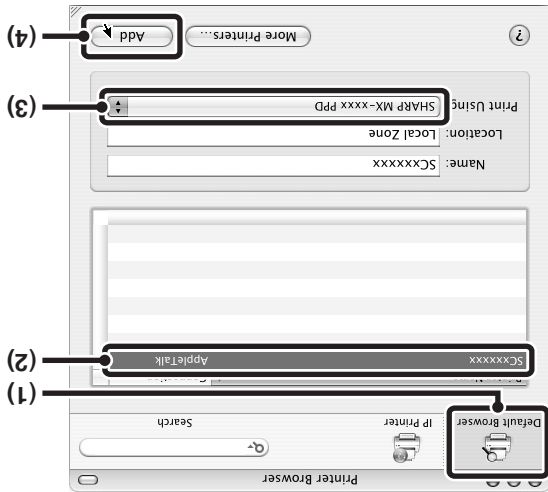 Printer Browser
Default Browser IP Printer Search
(1)
SCxxxxxx AppleTalk (2)
Name: SCxxxxxx
Location: Local Zone
Print Using: SHARP MX-xxxx PPD (3)
? More Printers... Add (4)